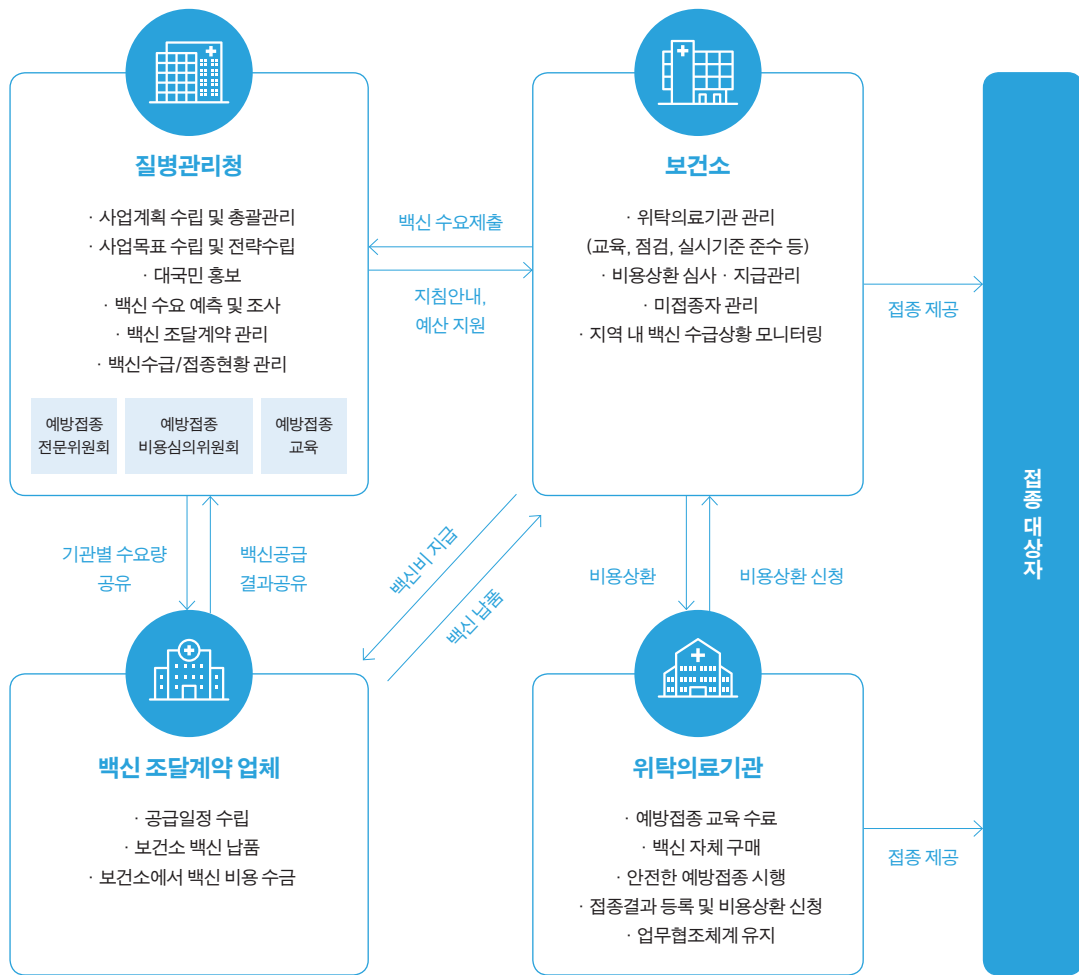 질병관리청
· 사업계획 수립 및 총괄관리
· 사업목표 수립 및 전략수립
· 대국민 홍보
· 백신 수요 예측 및 조사
· 백신 조달계약 관리
· 백신수급/접종현황 관리
예방접종
전문위원회
예방접종
비용심의위원회
예방접종
교육
백신 수요제출
지침안내,
예산 지원
보건소
· 위탁의료기관 관리
(교육, 점검, 실시기준 준수 등)
· 비용상환 심사 · 지급관리
· 미접종자 관리
· 지역 내 백신 수급상황 모니터링
접종 제공
접종 대상자
기관별 수요량
공유
백신공급
결과공유
백신비 지급
백신 납품
비용상환
비용상환 신청
백신 조달계약 업체
· 공급일정 수립
· 보건소 백신 납품
· 보건소에서 백신 비용 수금
위탁의료기관
· 예방접종 교육 수료
· 백신 자체 구매
· 안전한 예방접종 시행
· 접종결과 등록 및 비용상환 신청
· 업무협조체계 유지
접종 제공